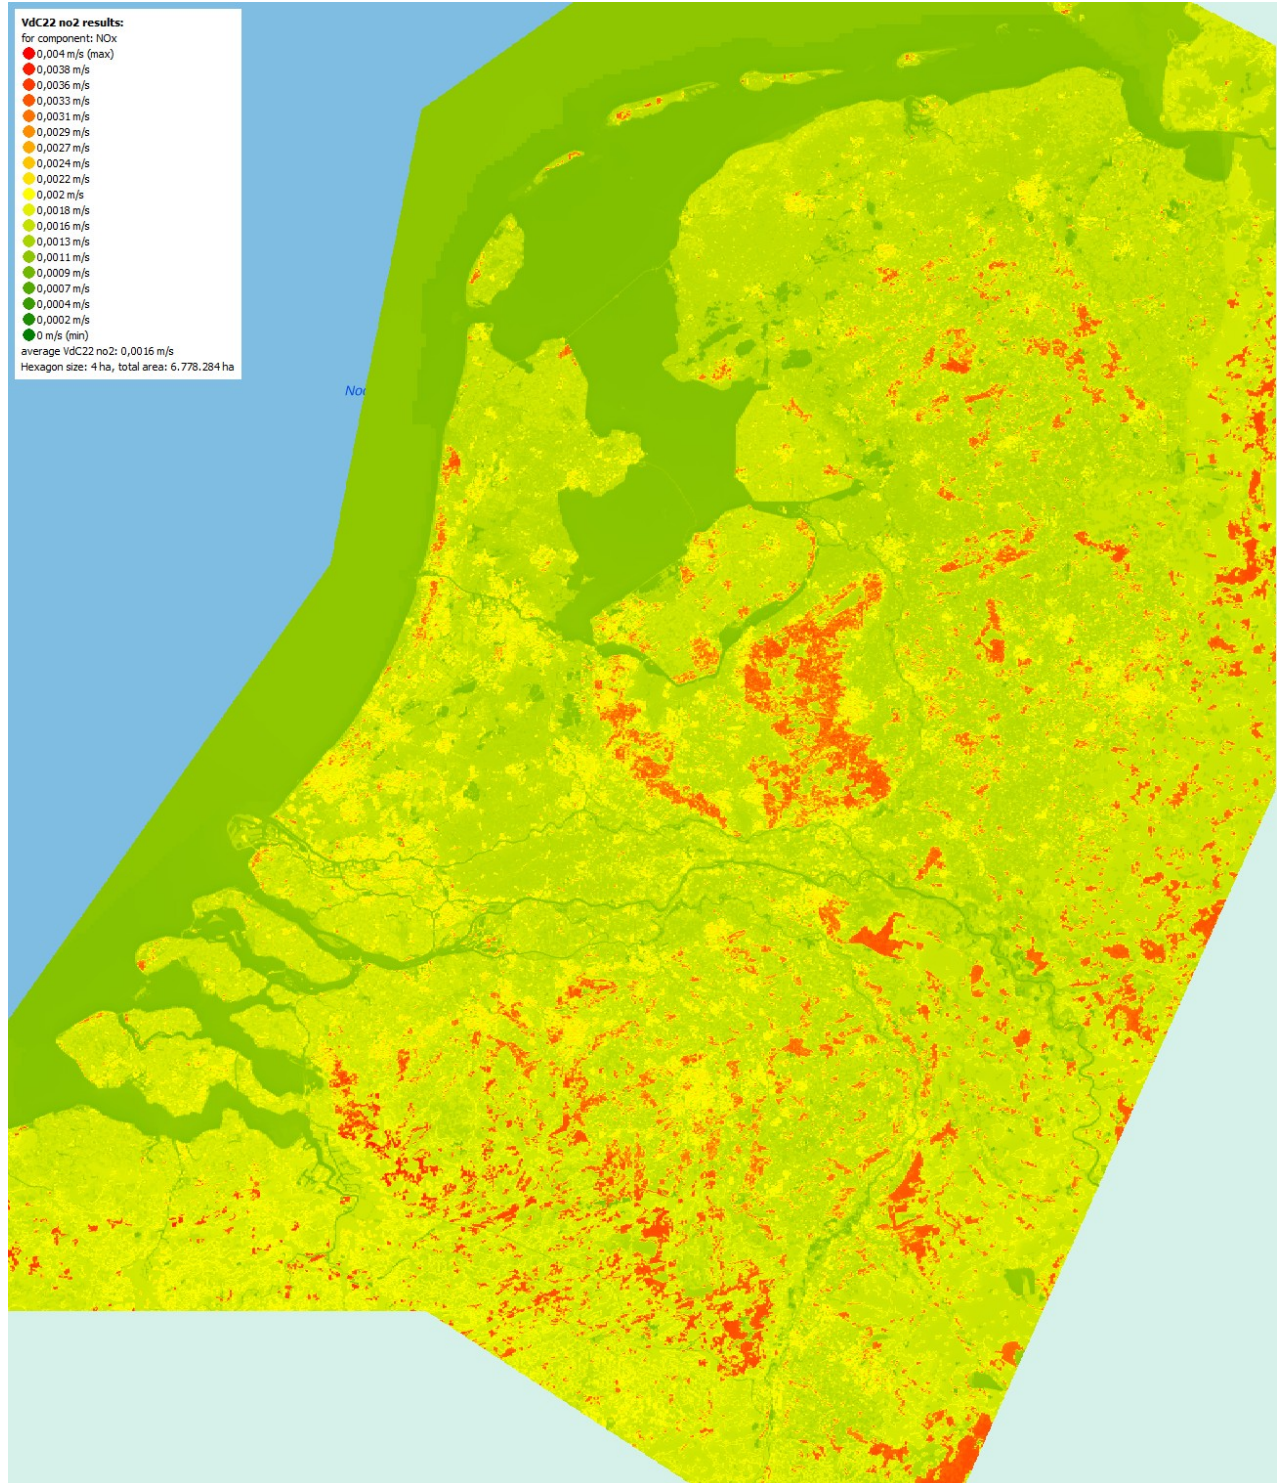 VdC22 no2 results:
for component: NOx
0,004 m/s (max)
0,0038 m/s
0,0036 m/s
0,0033 m/s
0,0031 m/s
0,0029 m/s
0,0027 m/s
0,0024 m/s
0,0022 m/s
0,002 m/s
0,0018 m/s
0,0016 m/s
0,0013 m/s
0,0011 m/s
0,0009 m/s
0,0007 m/s
0,0004 m/s
0,0002 m/s
0 m/s (min)
average VdC22 no2: 0,0016 m/s
Hexagon size: 4 ha, total area: 6.778.284 ha